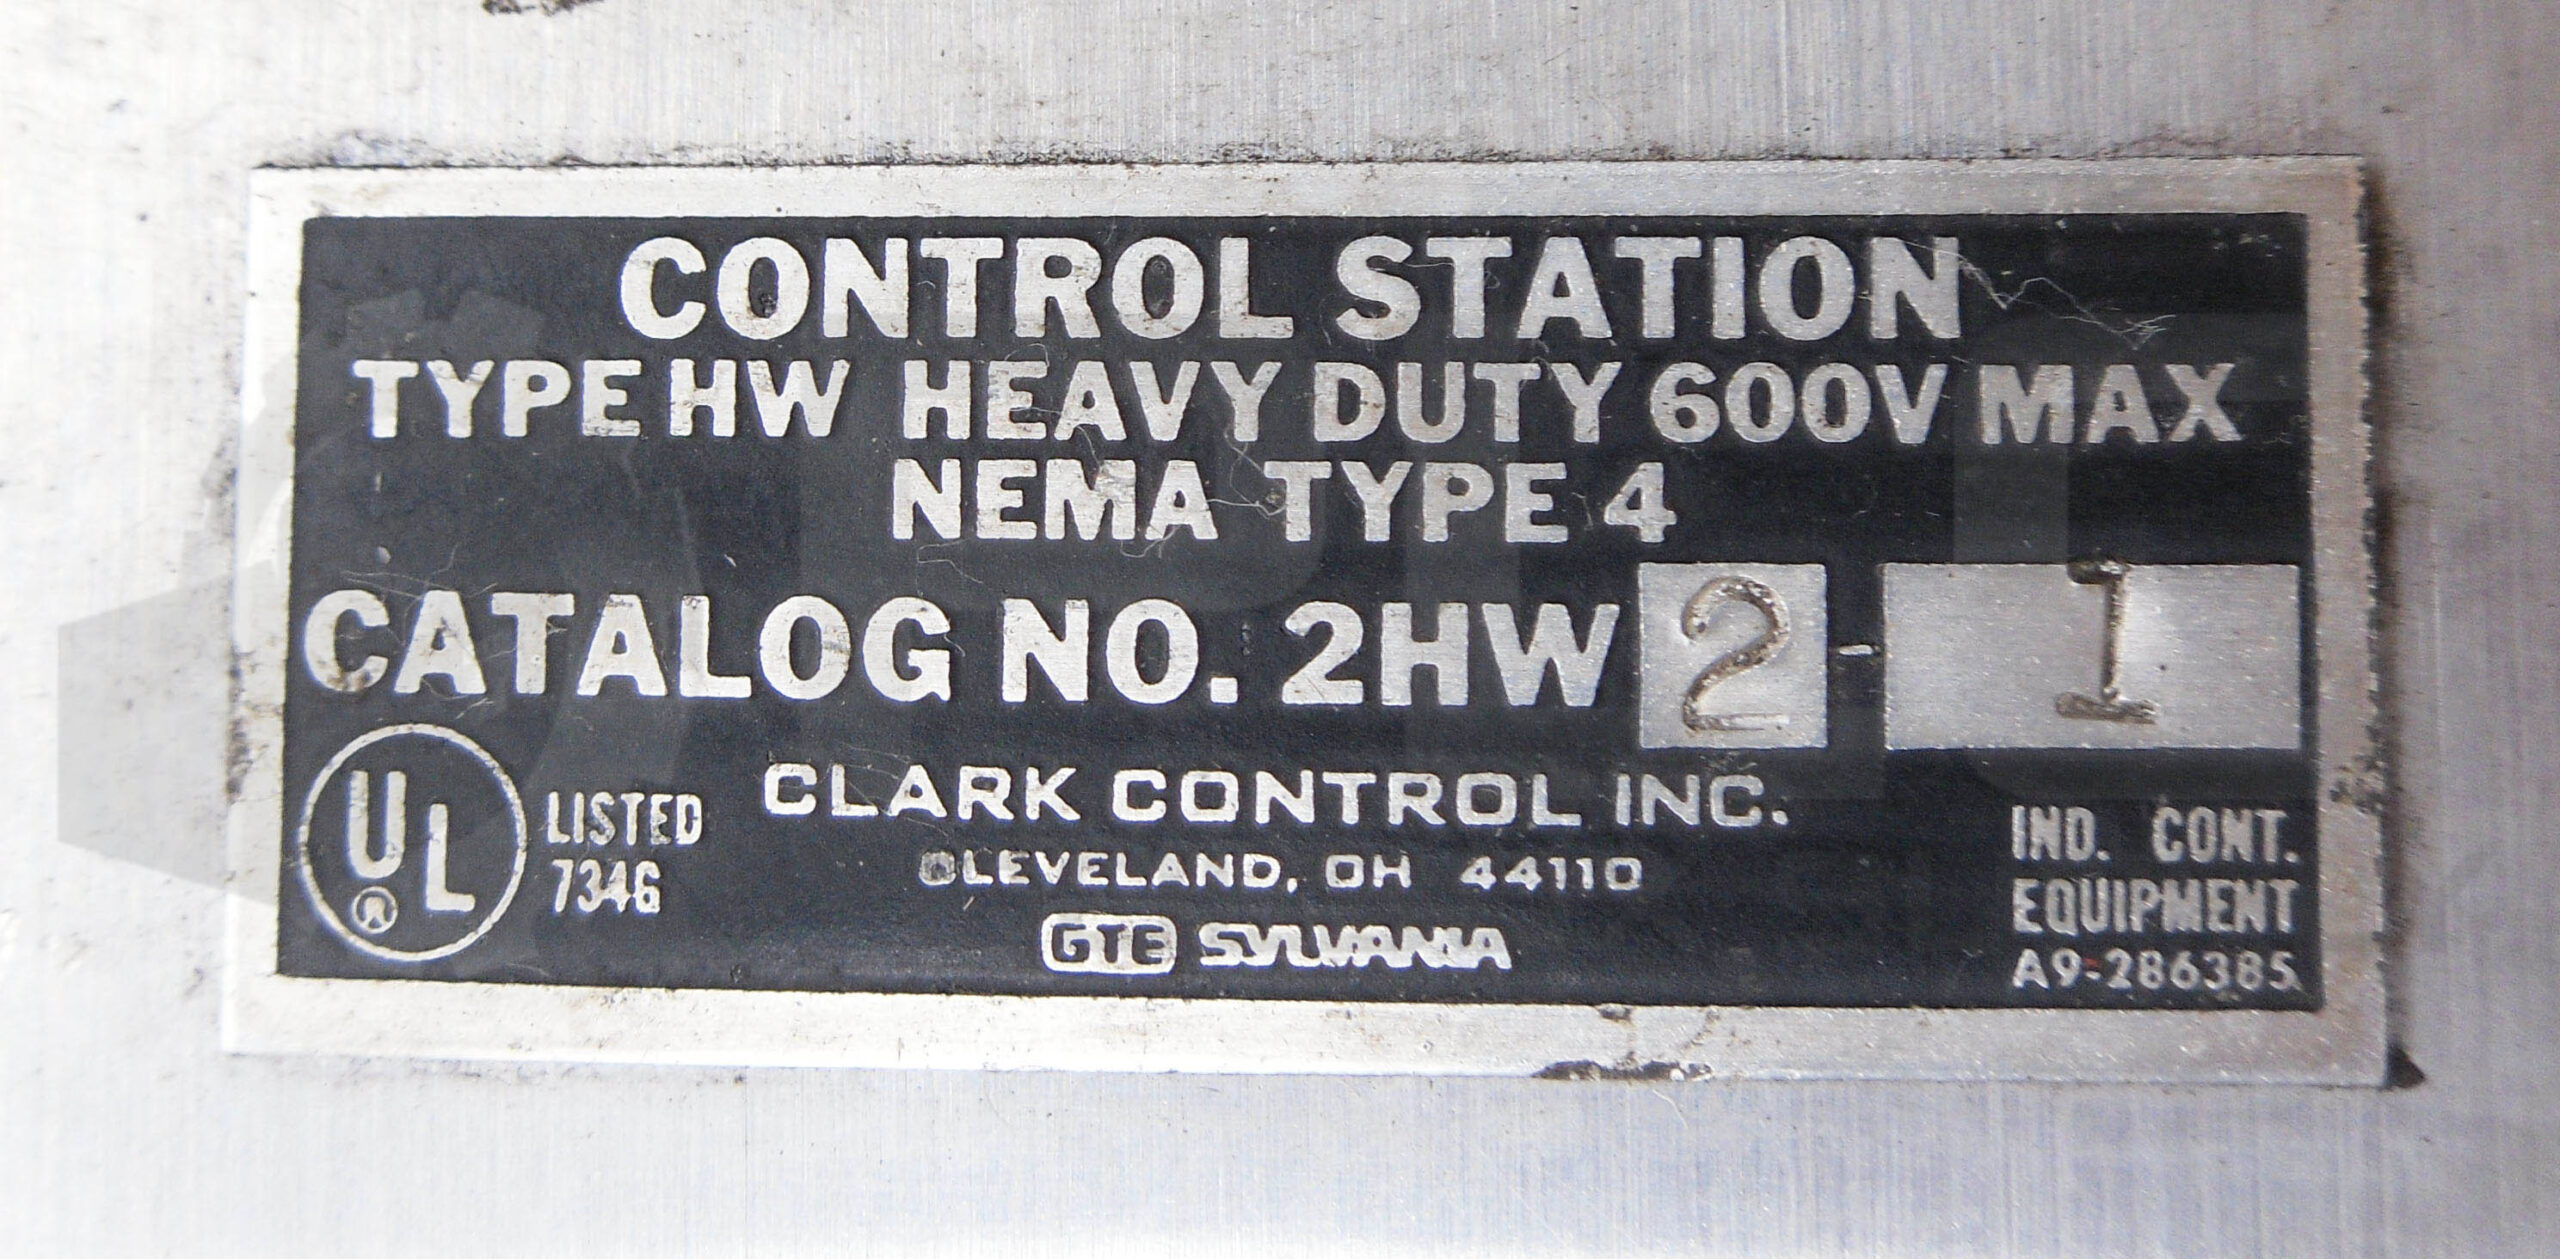 CONTROL STATION
TYPE HW HEAVY DUTY 600V MAX
NEMA TYPE 4
CATALOG NO. 2HW 2 - 1
UL ®
LISTED
734G
CLARK CONTROL INC.
CLEVELAND, OH 44110
GTE SYLVANIA
IND. CONT.
EQUIPMENT
A9-286385